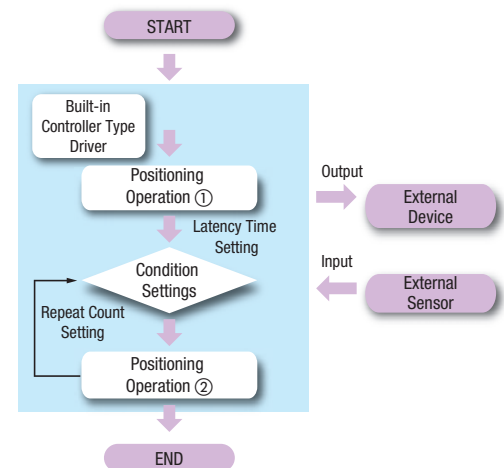 START
Built-in
Controller Type
Driver
Positioning
Operation ①
Output
External
Device
Latency Time
Setting
Condition
Settings
Input
External
Sensor
Repeat Count
Setting
Positioning
Operation ②
END